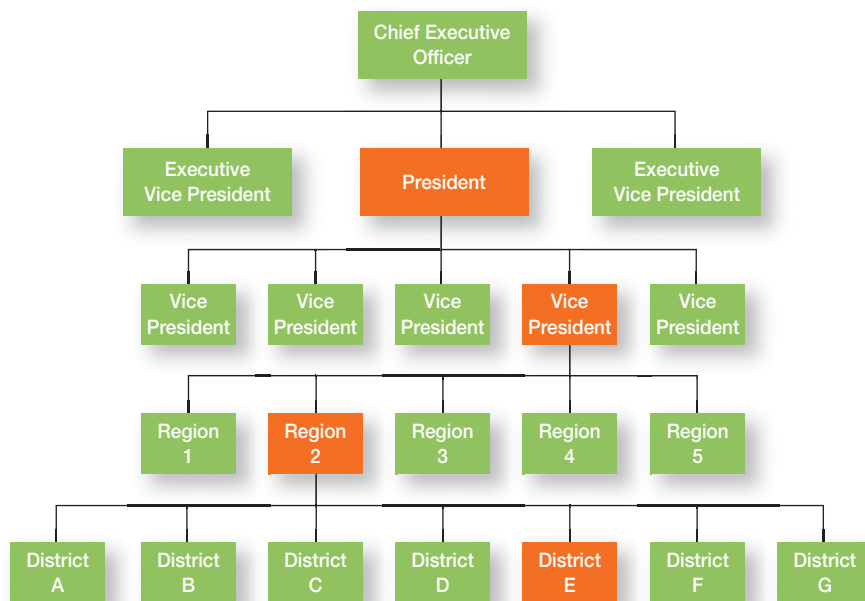 Chief Executive
Officer
Executive
Vice President
President
Executive
Vice President
Vice
President
Vice
President
Vice
President
Vice
President
Vice
President
Region
1
Region
2
Region
3
Region
4
Region
5
District
A
District
B
District
C
District
D
District
E
District
F
District
G